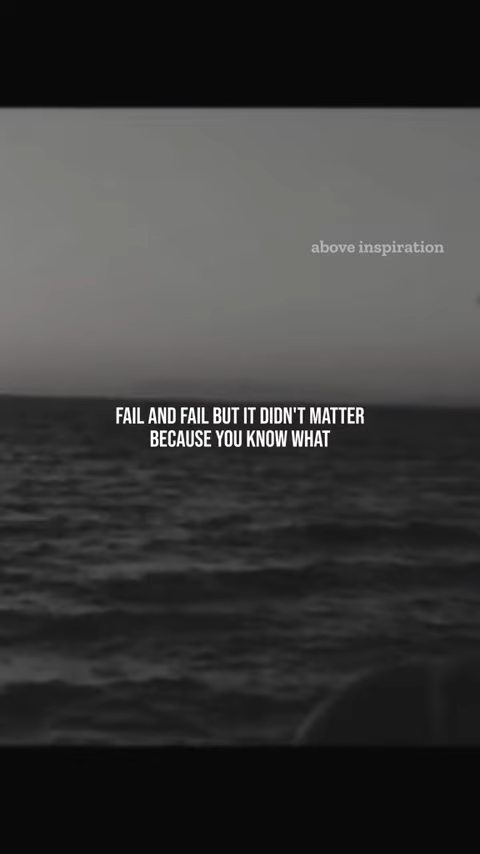 above inspiration
FAIL AND FAIL BUT IT DIDN'T MATTER
BECAUSE YOU KNOW WHAT